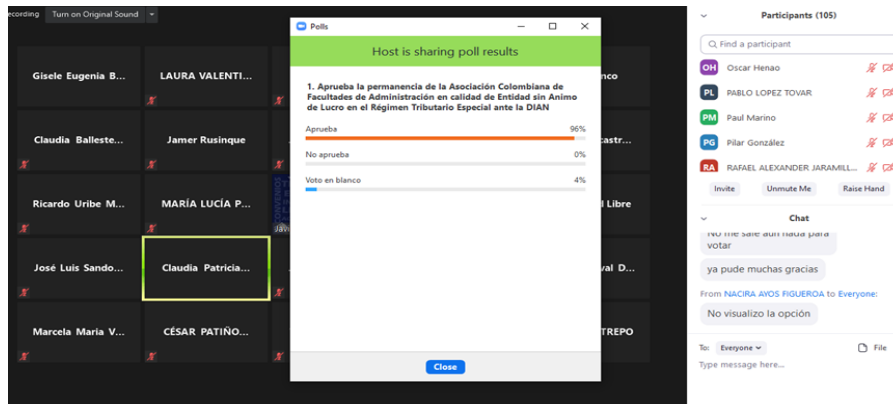 ecording
Turn on Original Sound
Gisele Eugenia B...
LAURA VALENTI...
nco
Claudia Balleste...
Jamer Rusinque
astr...
Ricardo Uribe M...
MARÍA LUCÍA P...
l Libre
José Luis Sando...
Claudia Patricia...
val D...
Marcela Maria V...
CÉSAR PATIÑO...
TREPO
Polls
Host is sharing poll results
1. Aprueba la permanencia de la Asociación Colombiana de
Facultades de Administración en calidad de Entidad sin Animo
de Lucro en el Régimen Tributario Especial ante la DIAN
Aprueba 96%
No aprueba 0%
Voto en blanco 4%
Close
Participants (105)
Find a participant
OH Oscar Henao
PL PABLO LOPEZ TOVAR
PM Paul Marino
PG Pilar González
RA RAFAEL ALEXANDER JARAMILL...
Invite
Unmute Me
Raise Hand
Chat
No me sale aun nada para
votar
ya pude muchas gracias
From NACIRA AYOS FIGUEROA to Everyone:
No visualizo la opción
To: Everyone
File
Type message here...